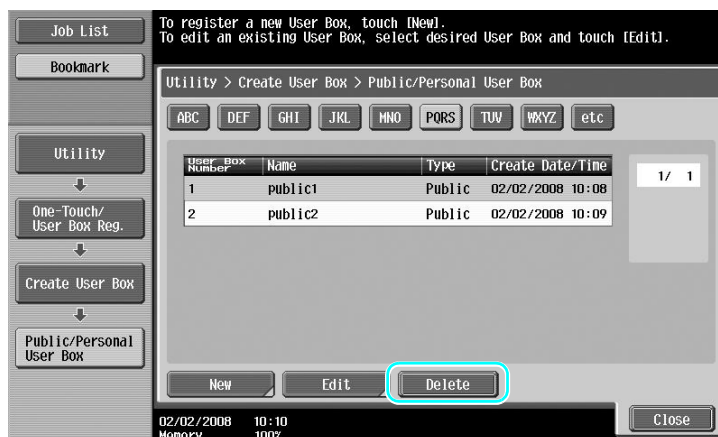 Job List
Bookmark
To register a new User Box, touch [New].
To edit an existing User Box, select desired User Box and touch [Edit].
Utility > Create User Box > Public/Personal User Box
ABC DEF GHI JKL MNO PQRS TUV WXYZ etc
Utility
One-Touch/
User Box Reg.
Create User Box
Public/Personal
User Box
User Box
Number Name Type Create Date/Time
1 public1 Public 02/02/2008 10:08
2 public2 Public 02/02/2008 10:09
1/ 1
New Edit Delete
02/02/2008 10:10
Memory 100%
Close